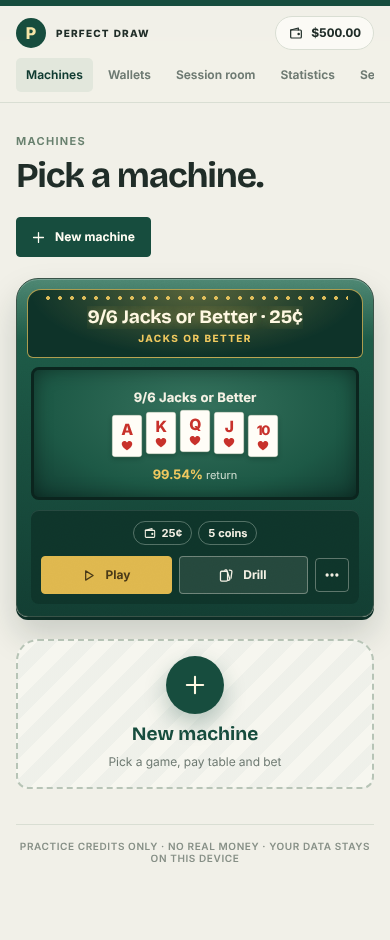 P PERFECT DRAW
$500.00
Machines Wallets Session room Statistics Se
MACHINES
Pick a machine.
New machine
9/6 Jacks or Better · 25¢
JACKS OR BETTER
9/6 Jacks or Better
A K Q J 10
99.54% return
25¢ 5 coins
Play Drill
New machine
Pick a game, pay table and bet
PRACTICE CREDITS ONLY · NO REAL MONEY · YOUR DATA STAYS
ON THIS DEVICE